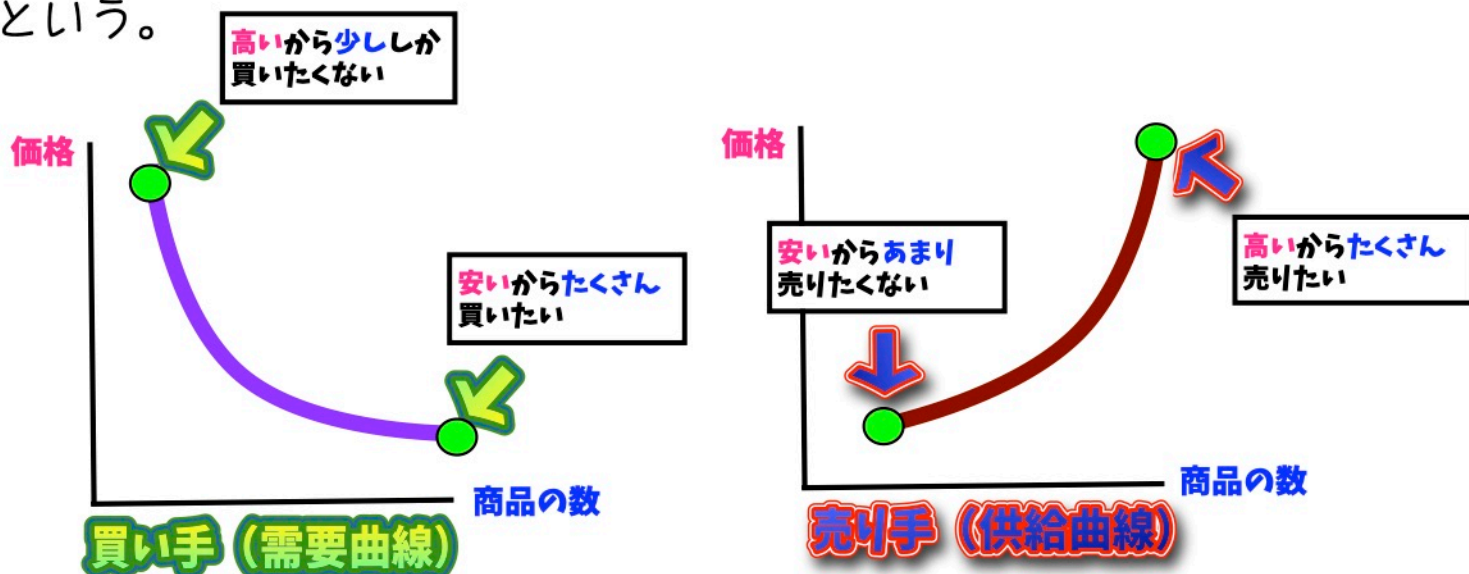 という。
高いから少ししか
買いたくない
価格
安いからたくさん
買いたい
商品の数
買い手（需要曲線）
価格
安いからあまり
売りたくない
高いからたくさん
売りたい
商品の数
売り手（供給曲線）